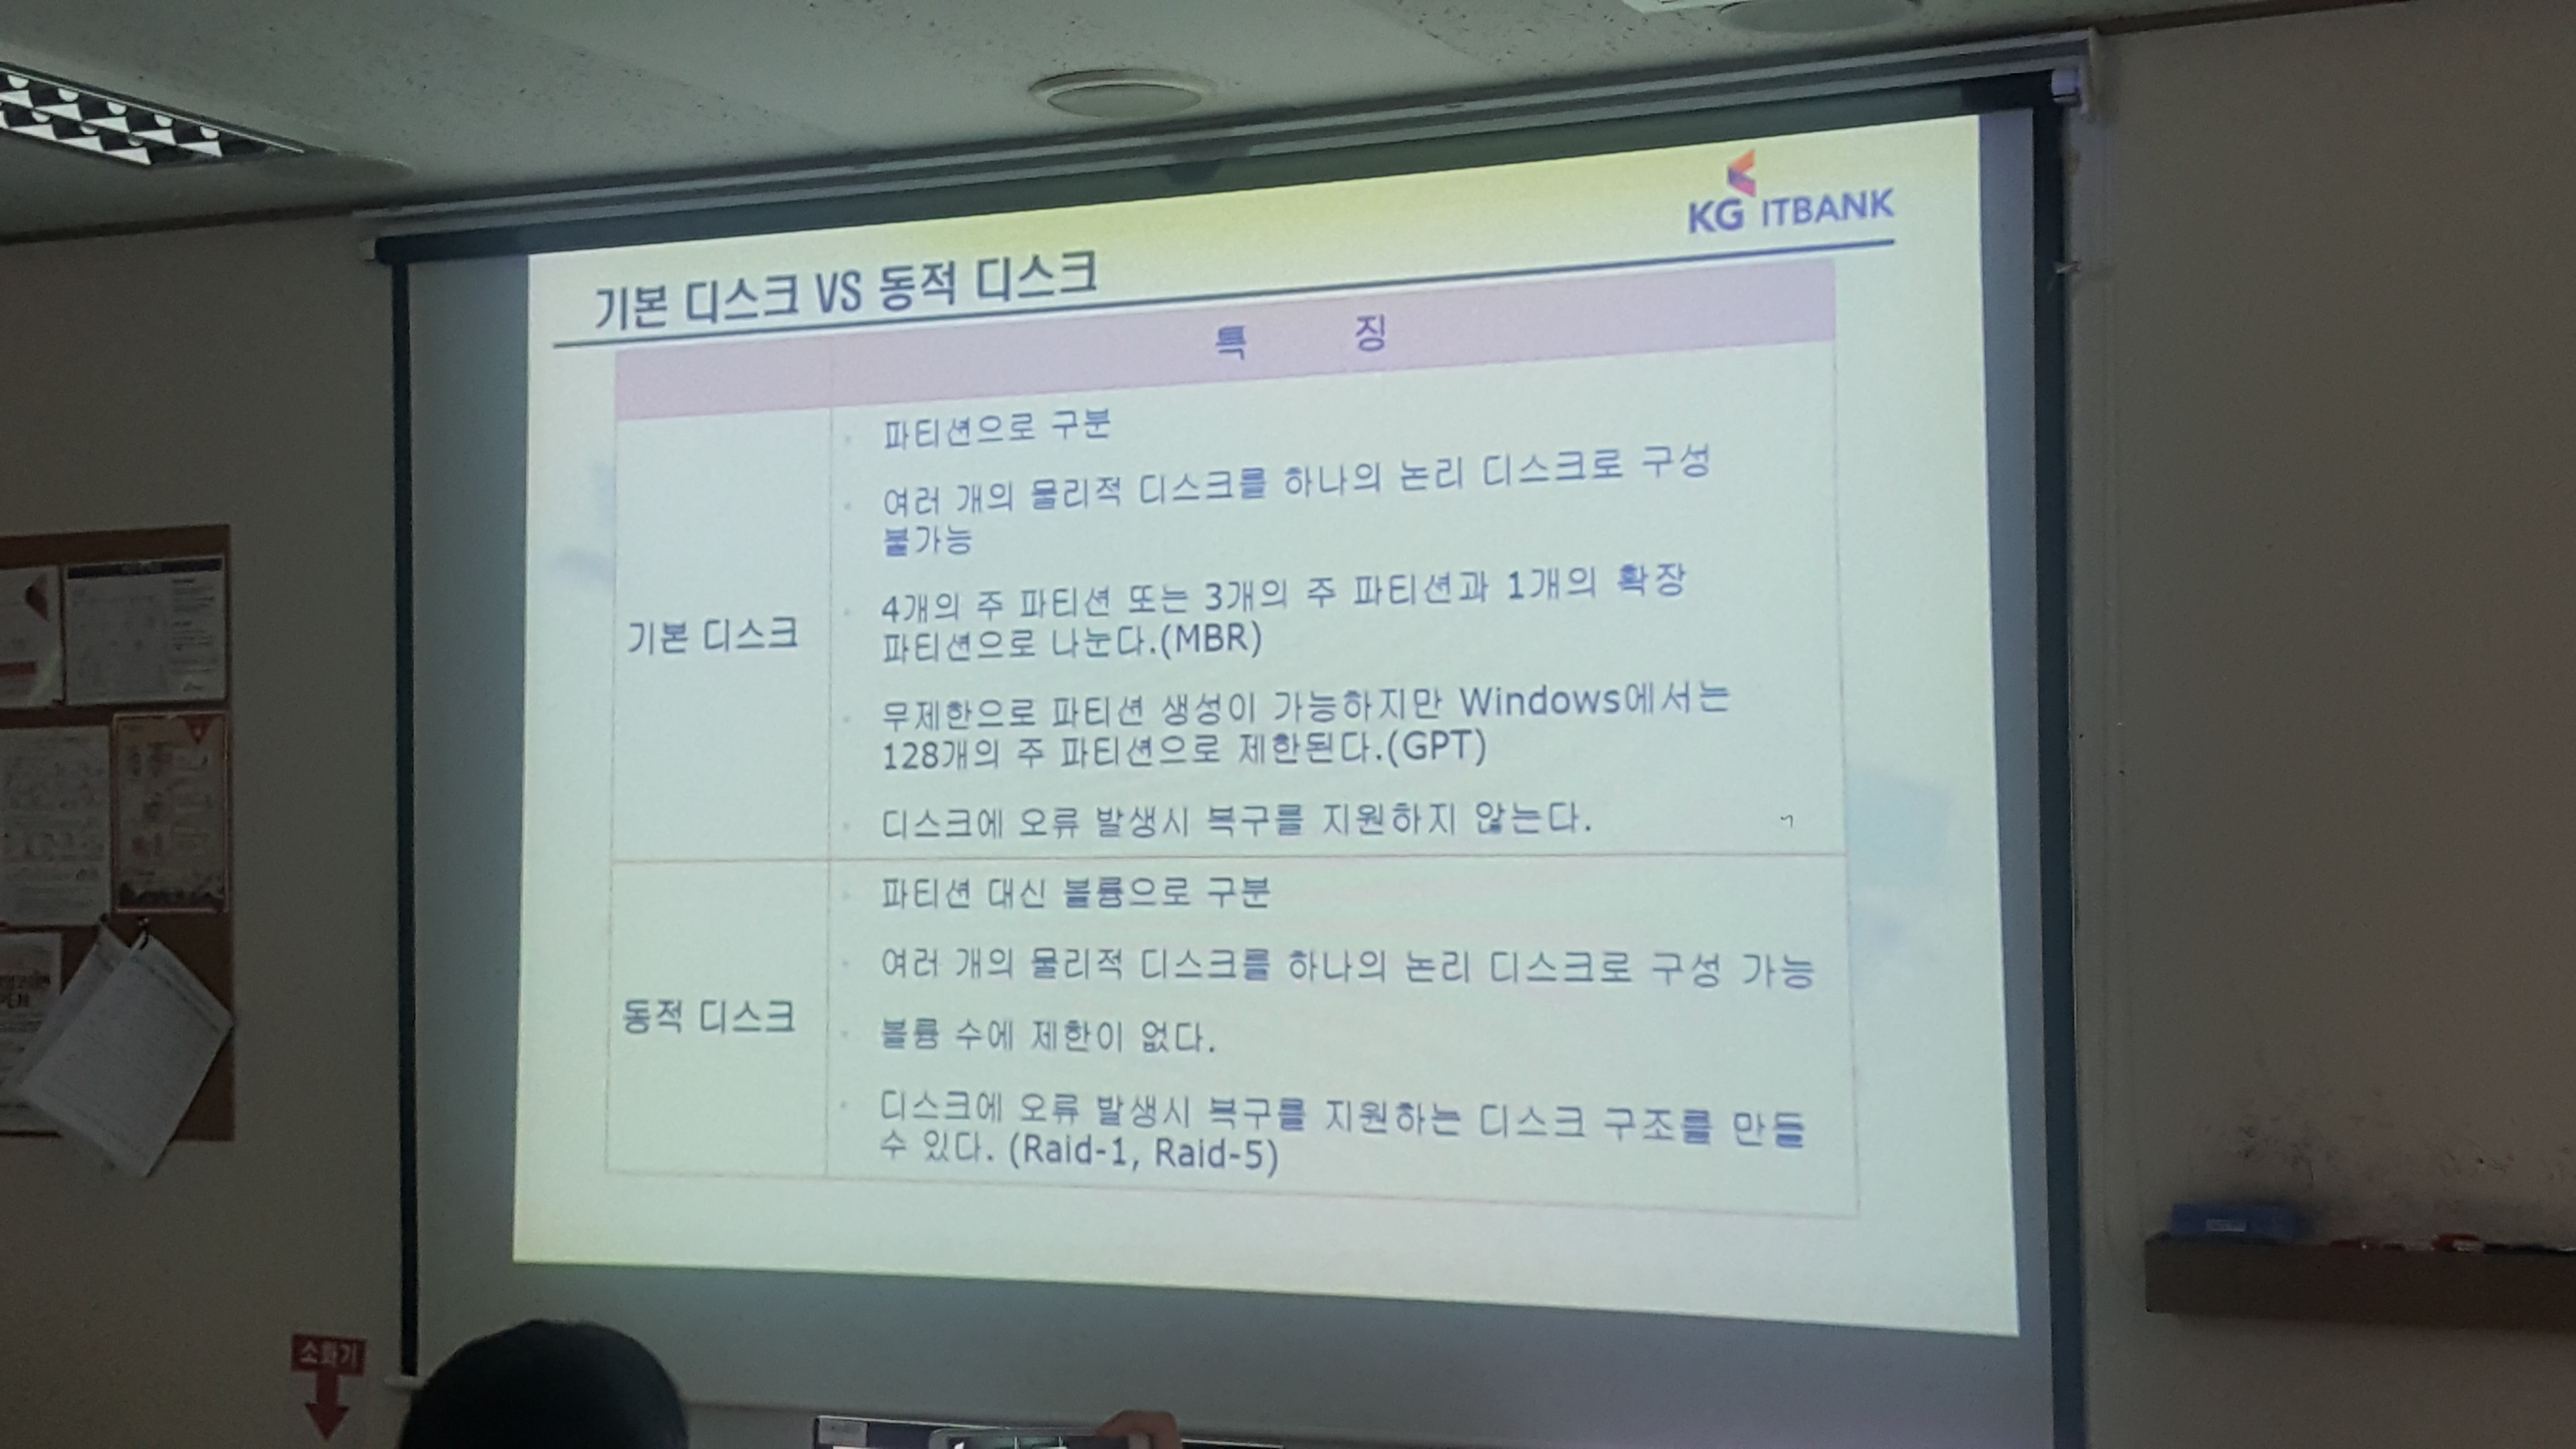 KG ITBANK
기본 디스크 VS 동적 디스크
특 징
기본 디스크
파티션으로 구분
여러 개의 물리적 디스크를 하나의 논리 디스크로 구성
불가능
4개의 주 파티션 또는 3개의 주 파티션과 1개의 확장
파티션으로 나눈다.(MBR)
무제한으로 파티션 생성이 가능하지만 Windows에서는
128개의 주 파티션으로 제한된다.(GPT)
디스크에 오류 발생시 복구를 지원하지 않는다.
동적 디스크
파티션 대신 볼륨으로 구분
여러 개의 물리적 디스크를 하나의 논리 디스크로 구성 가능
볼륨 수에 제한이 없다.
디스크에 오류 발생시 복구를 지원하는 디스크 구조를 만들
수 있다. (Raid-1, Raid-5)
소화기